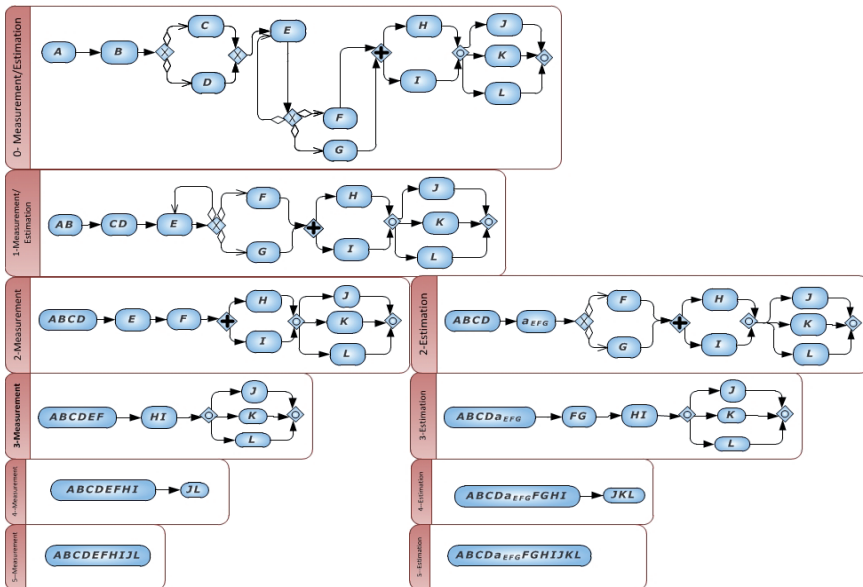 0- Measurement/Estimation
A
B
C
D
E
F
G
H
I
J
K
L
1-Measurement/
Estimation
AB
CD
E
F
G
H
I
J
K
L
2-Measurement
ABCD
E
F
H
I
J
K
L
2-Estimation
ABCD
aEFG
F
G
H
I
J
K
L
3-Measurement
ABCDEF
HI
J
K
L
3-Estimation
ABCDaEFG
FG
HI
J
K
L
4-Measurement
ABCDEFHI
JL
4-Estimation
ABCDaEFGFGHI
JKL
5-Measurement
ABCDEFHIJL
5-Estimation
ABCDaEFGFGHIJKL